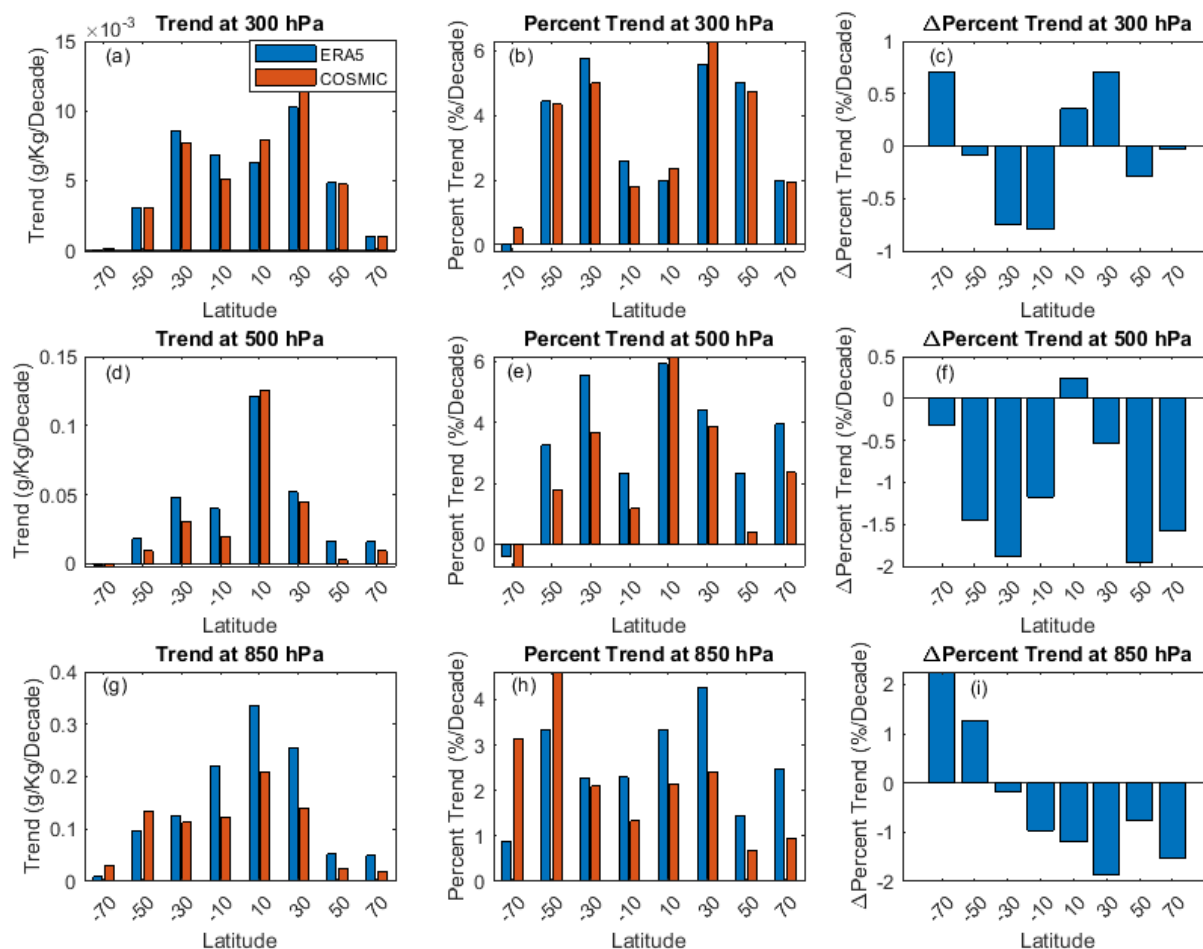 Trend at 300 hPa
×10⁻³
(a)
ERA5
COSMIC
15
10
5
0
Trend (g/Kg/Decade)
-70 -50 -30 -10 10 30 50 70
Latitude
Percent Trend at 300 hPa
(b)
6
4
2
0
Percent Trend (%/Decade)
-70 -50 -30 -10 10 30 50 70
Latitude
ΔPercent Trend at 300 hPa
(c)
1
0.5
0
-0.5
-1
ΔPercent Trend (%/Decade)
-70 -50 -30 -10 10 30 50 70
Latitude
Trend at 500 hPa
(d)
0.15
0.1
0.05
0
Trend (g/Kg/Decade)
-70 -50 -30 -10 10 30 50 70
Latitude
Percent Trend at 500 hPa
(e)
6
4
2
0
Percent Trend (%/Decade)
-70 -50 -30 -10 10 30 50 70
Latitude
ΔPercent Trend at 500 hPa
(f)
0.5
0
-0.5
-1
-1.5
-2
ΔPercent Trend (%/Decade)
-70 -50 -30 -10 10 30 50 70
Latitude
Trend at 850 hPa
(g)
0.4
0.3
0.2
0.1
0
Trend (g/Kg/Decade)
-70 -50 -30 -10 10 30 50 70
Latitude
Percent Trend at 850 hPa
(h)
4
3
2
1
0
Percent Trend (%/Decade)
-70 -50 -30 -10 10 30 50 70
Latitude
ΔPercent Trend at 850 hPa
(i)
2
1
0
-1
-2
ΔPercent Trend (%/Decade)
-70 -50 -30 -10 10 30 50 70
Latitude